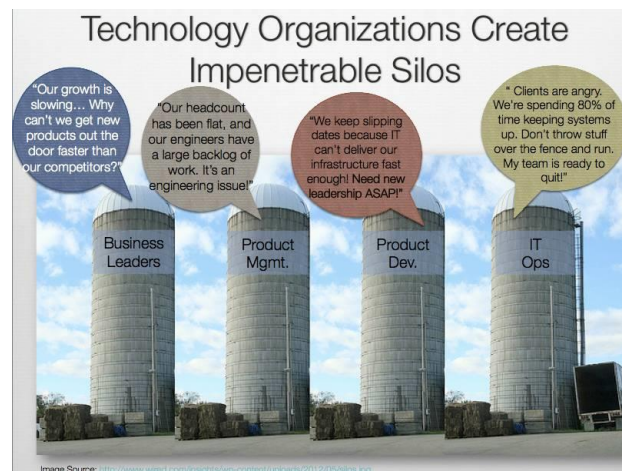 Technology Organizations Create
Impenetrable Silos
“Our growth is
slowing… Why
can’t we get new
products out the
door faster than
our competitors?”
“Our headcount
has been flat, and
our engineers have
a large backlog of
work. It’s an
engineering issue!”
“We keep slipping
dates because IT
can’t deliver our
infrastructure fast
enough! Need new
leadership ASAP!”
“ Clients are angry.
We’re spending 80% of
time keeping systems
up. Don’t throw stuff
over the fence and run.
My team is ready to
quit!”
Business
Leaders
Product
Mgmt.
Product
Dev.
IT
Ops
Image Source: